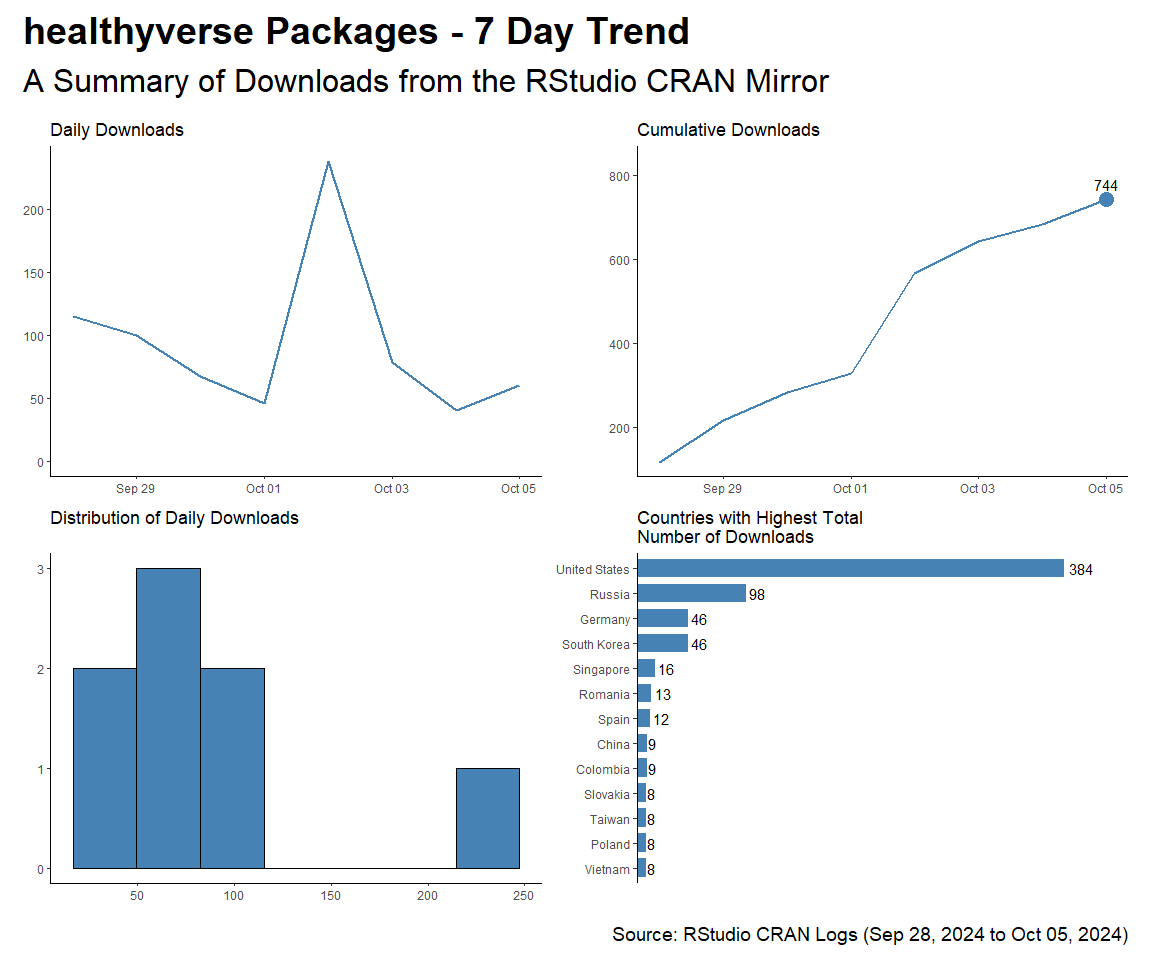 healthyverse Packages - 7 Day Trend
A Summary of Downloads from the RStudio CRAN Mirror
Daily Downloads
200
150
100
50
0
Sep 29 Oct 01 Oct 03 Oct 05
Cumulative Downloads
800
600
400
200
744
Sep 29 Oct 01 Oct 03 Oct 05
Distribution of Daily Downloads
3
2
1
0
50 100 150 200 250
Countries with Highest Total
Number of Downloads
United States 384
Russia 98
Germany 46
South Korea 46
Singapore 16
Romania 13
Spain 12
China 9
Colombia 9
Slovakia 8
Taiwan 8
Poland 8
Vietnam 8
Source: RStudio CRAN Logs (Sep 28, 2024 to Oct 05, 2024)